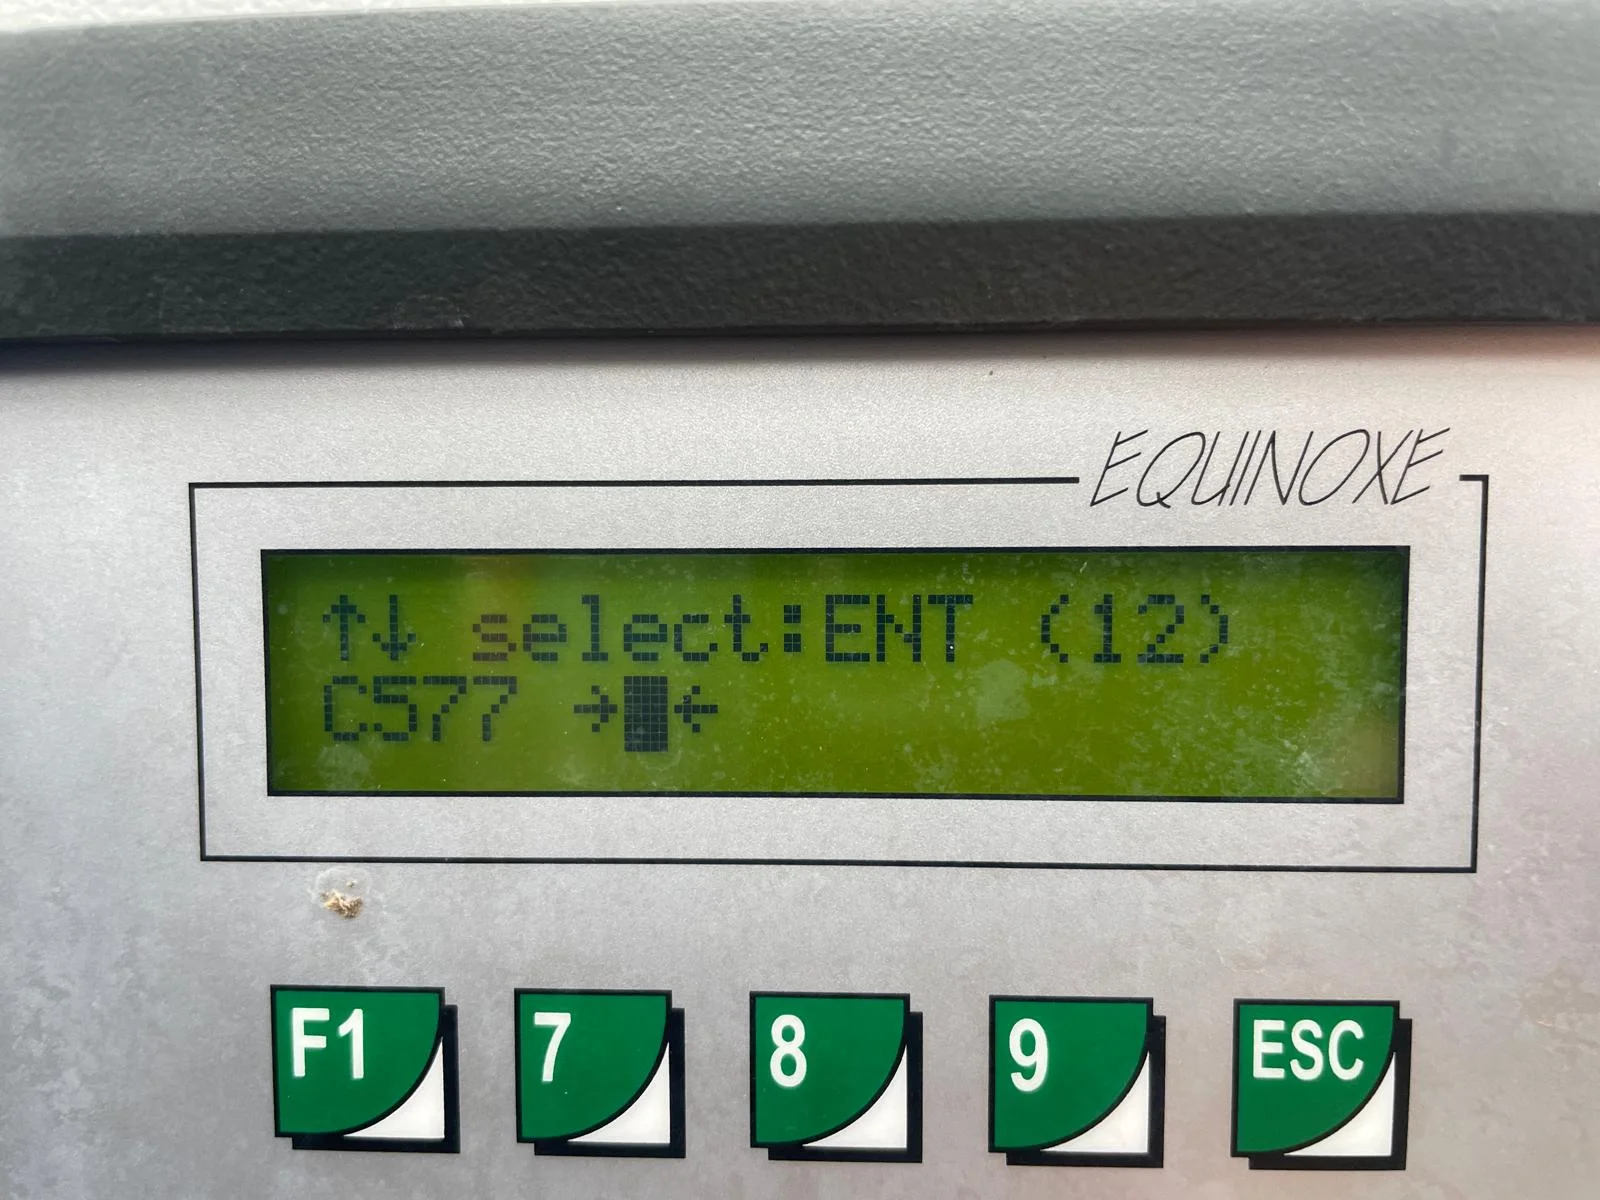 EQUINOXE
↑↓ select:ENT (12)
C577 →█←
F1 7 8 9 ESC